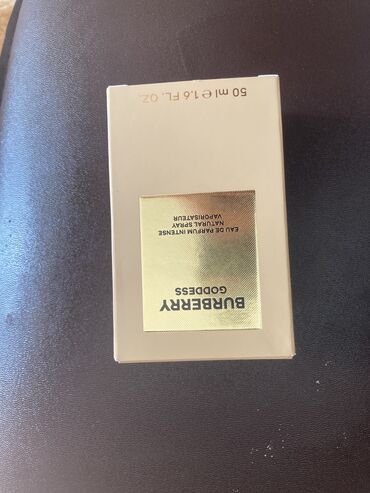 BURBERRY
GODDESS
EAU DE PARFUM INTENSE
NATURAL SPRAY
VAPORISATEUR
50 ml ℮ 1.6 FL. OZ.